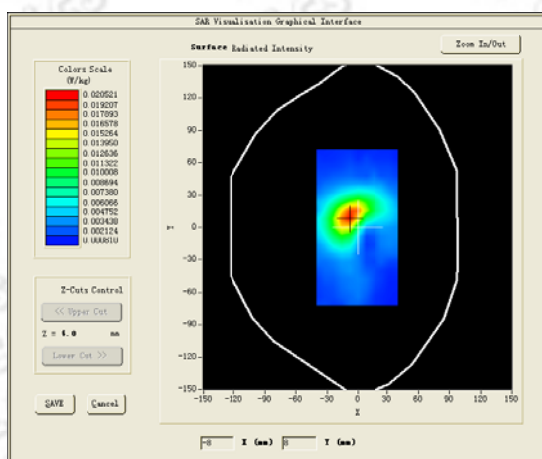 SAR Visualisation Graphical Interface
Surface Radiated Intensity
Zoom In/Out
Colors Scale
(W/kg)
0.020521
0.019207
0.017893
0.016578
0.015264
0.013950
0.012636
0.011322
0.010008
0.008694
0.007380
0.006066
0.004752
0.003438
0.002124
0.000810
150
120
90
60
30
0
-30
-60
-90
-120
-150
Y
-150 -120 -90 -60 -30 0 30 60 90 120 150
X
Z-Cuts Control
<< Upper Cut
Z = 4.0 mm
Lower Cut >>
SAVE Cancel
-8 X (mm) 8 Y (mm)